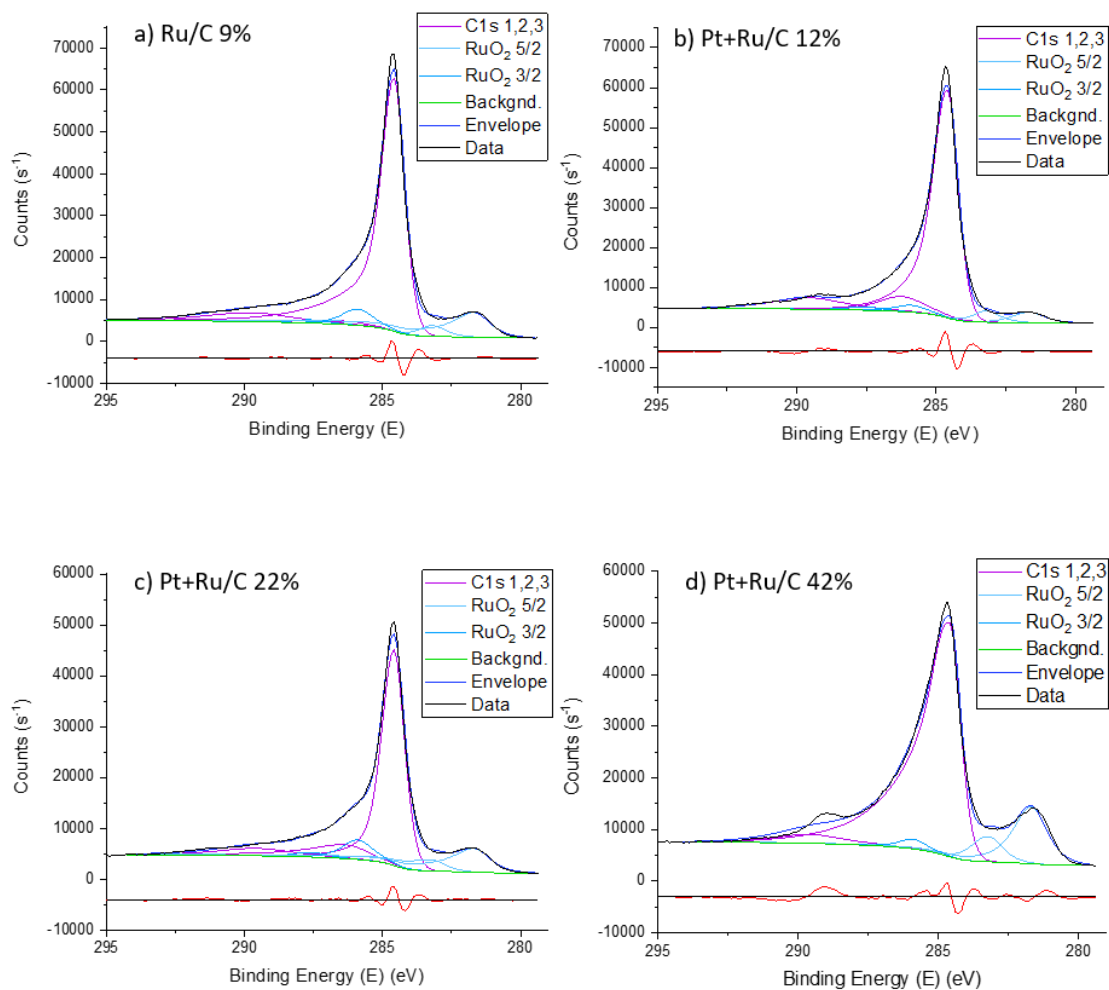 a) Ru/C 9%
C1s 1,2,3
RuO₂ 5/2
RuO₂ 3/2
Backgnd.
Envelope
Data
70000
60000
50000
40000
30000
20000
10000
0
-10000
Counts (s⁻¹)
295
290
285
280
Binding Energy (E)
b) Pt+Ru/C 12%
C1s 1,2,3
RuO₂ 5/2
RuO₂ 3/2
Backgnd.
Envelope
Data
70000
60000
50000
40000
30000
20000
10000
0
-10000
Counts (s⁻¹)
295
290
285
280
Binding Energy (E) (eV)
c) Pt+Ru/C 22%
C1s 1,2,3
RuO₂ 5/2
RuO₂ 3/2
Backgnd.
Envelope
Data
60000
50000
40000
30000
20000
10000
0
-10000
Counts (s⁻¹)
295
290
285
280
Binding Energy (E) (eV)
d) Pt+Ru/C 42%
C1s 1,2,3
RuO₂ 5/2
RuO₂ 3/2
Backgnd.
Envelope
Data
60000
50000
40000
30000
20000
10000
0
-10000
Counts (s⁻¹)
295
290
285
280
Binding Energy (E) (eV)